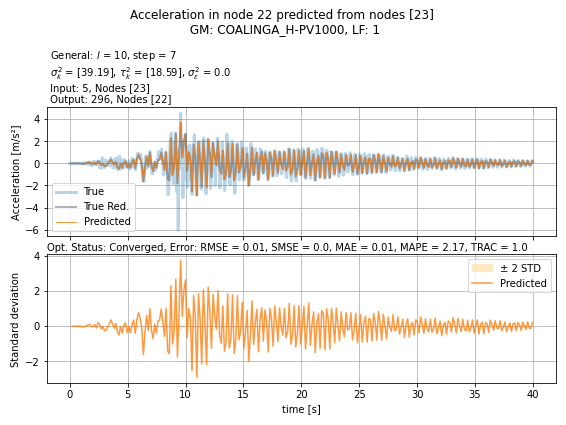 Acceleration in node 22 predicted from nodes [23]
GM: COALINGA_H-PV1000, LF: 1
General: l = 10, step = 7
σ²ₖ = [39.19], τ²ₖ = [18.59], σ²ε = 0.0
Input: 5, Nodes [23]
Output: 296, Nodes [22]
Acceleration [m/s²]
4
2
0
−2
−4
−6
True
True Red.
Predicted
Opt. Status: Converged, Error: RMSE = 0.01, SMSE = 0.0, MAE = 0.01, MAPE = 2.17, TRAC = 1.0
Standard deviation
4
2
0
−2
± 2 STD
Predicted
0 5 10 15 20 25 30 35 40
time [s]